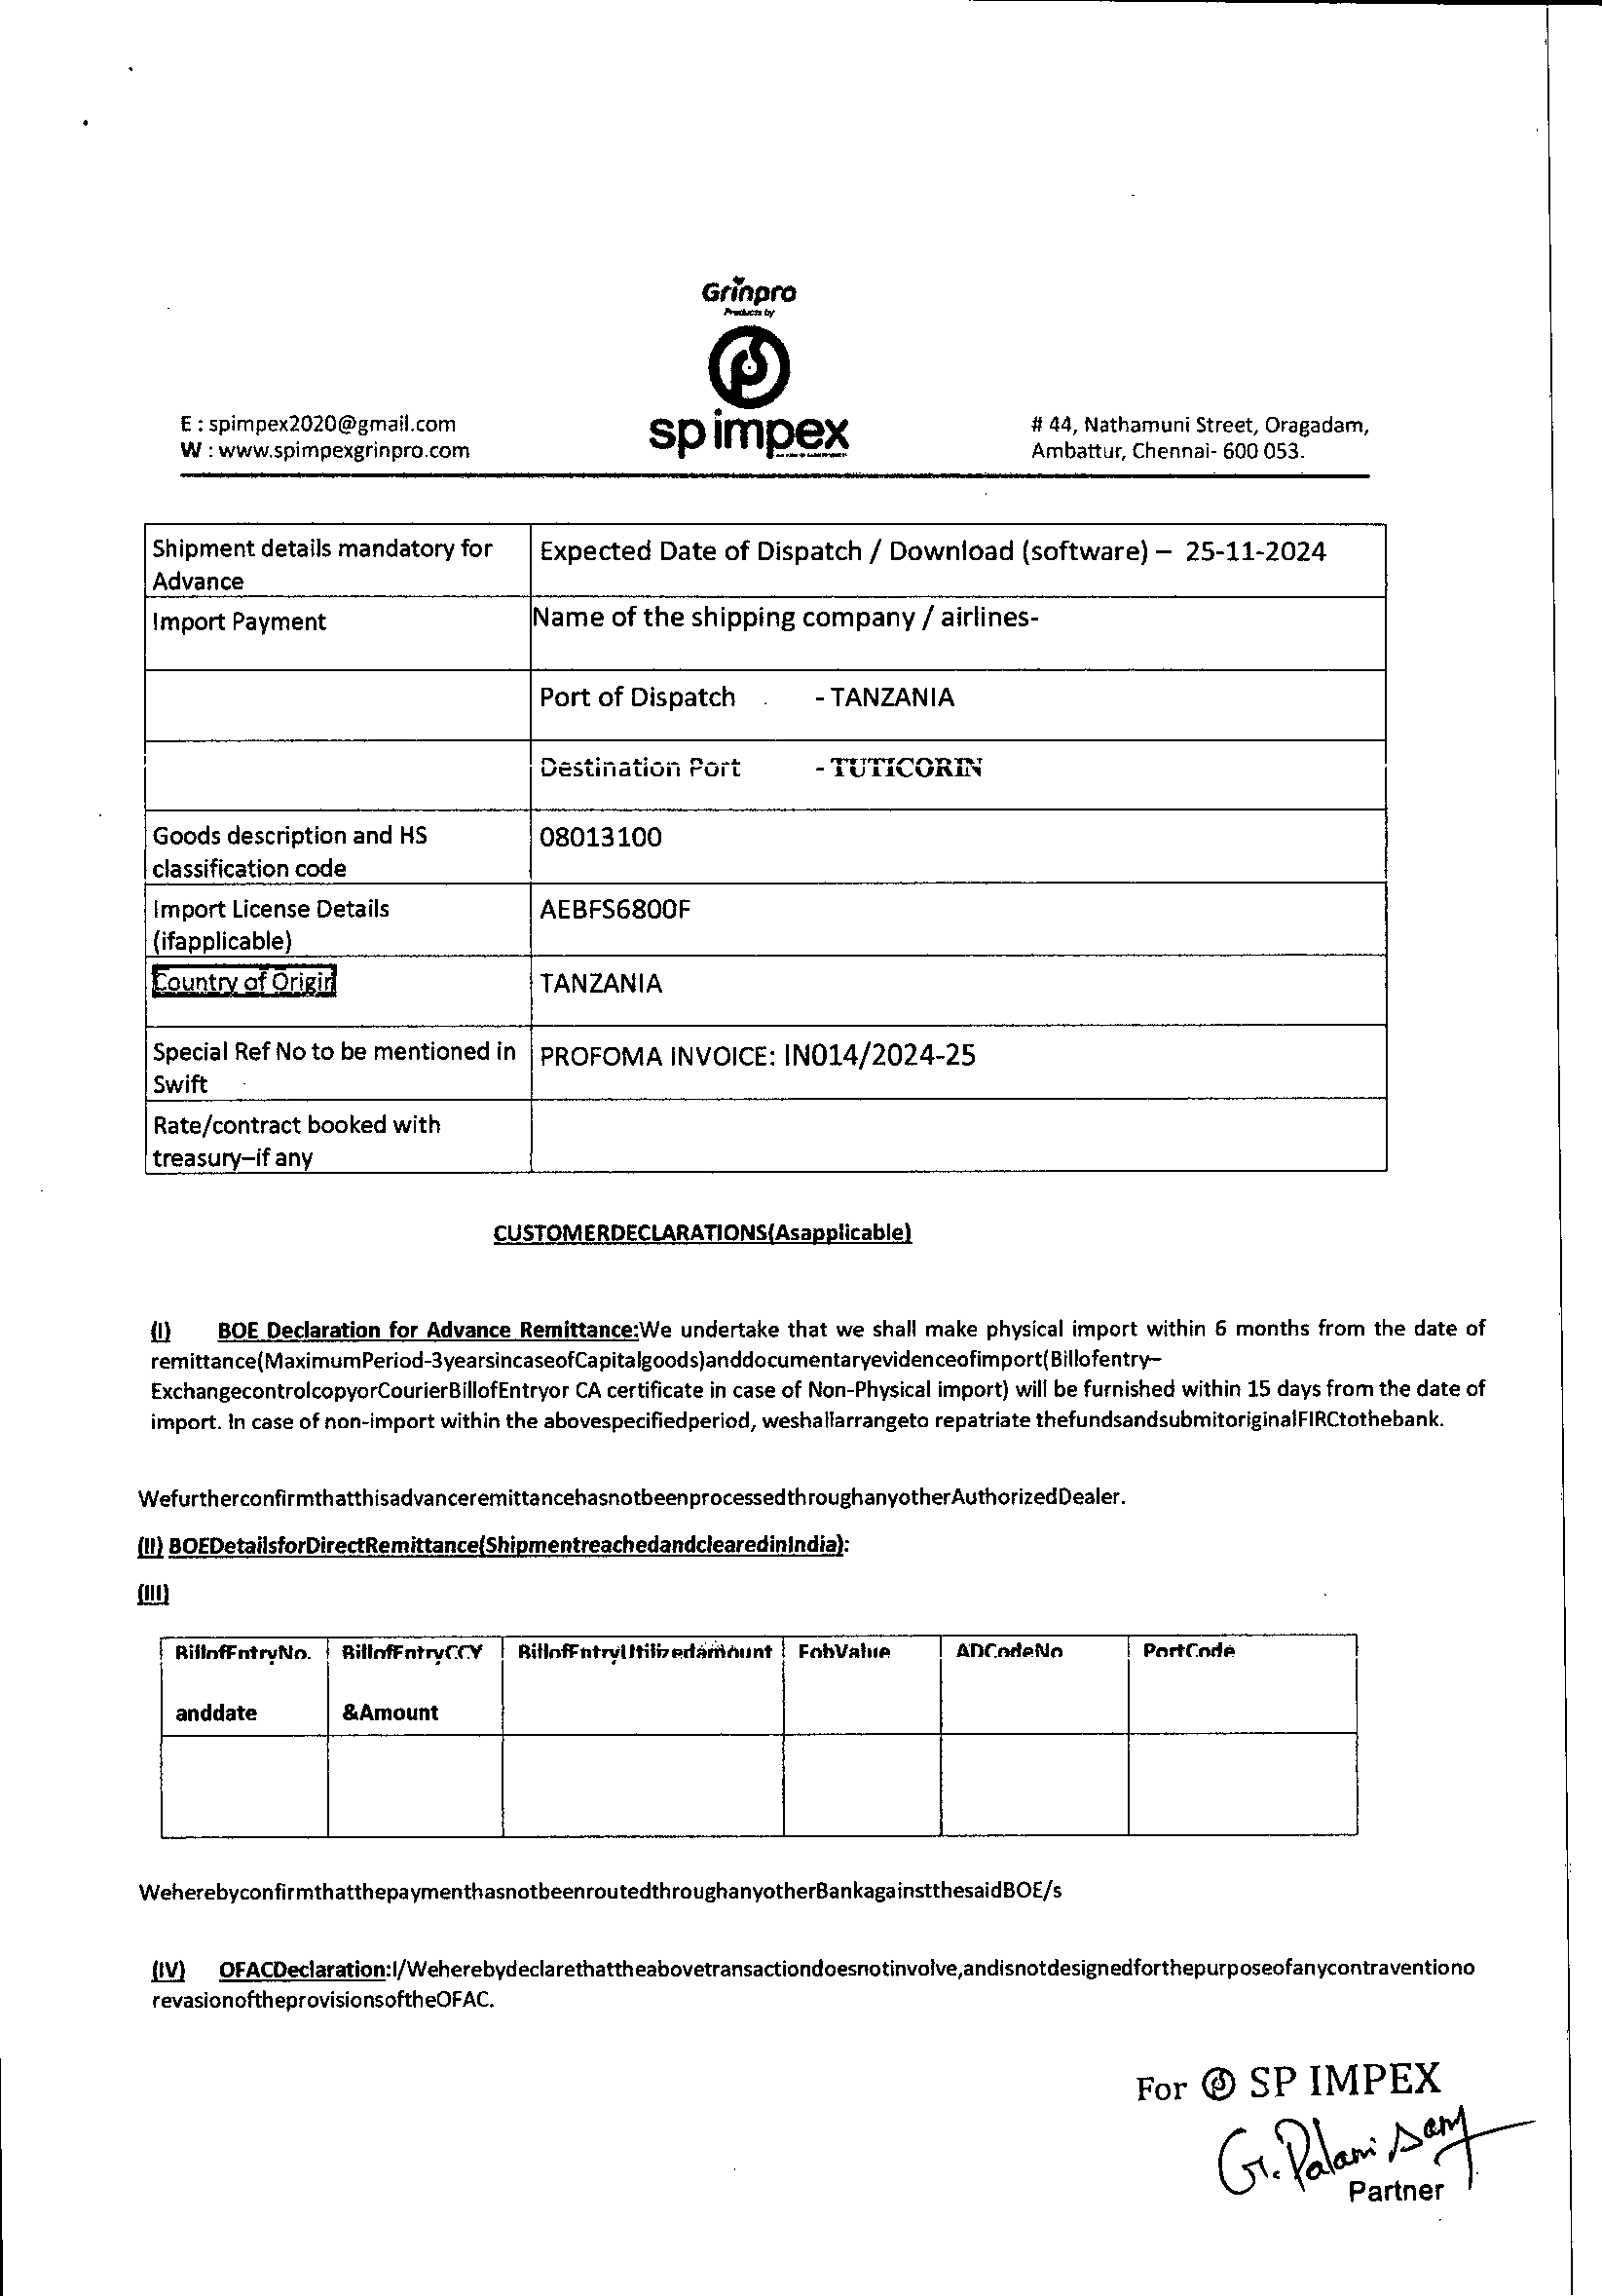 Grinpro
Products by
sp impex
E : spimpex2020@gmail.com
W : www.spimpexgrinpro.com
# 44, Nathamuni Street, Oragadam,
Ambattur, Chennai- 600 053.
Shipment details mandatory for
Advance
Expected Date of Dispatch / Download (software) – 25-11-2024
Import Payment
Name of the shipping company / airlines-
Port of Dispatch - TANZANIA
Destination Port - TUTICORIN
Goods description and HS
classification code
08013100
Import License Details
(ifapplicable)
AEBFS6800F
Country of Origin
TANZANIA
Special Ref No to be mentioned in
Swift
PROFOMA INVOICE: IN014/2024-25
Rate/contract booked with
treasury–if any
CUSTOMERDECLARATIONS(Asapplicable)
(I) BOE Declaration for Advance Remittance:We undertake that we shall make physical import within 6 months from the date of
remittance(MaximumPeriod-3yearsincaseofCapitalgoods)anddocumentaryevidenceofimport(Billofentry–
ExchangecontrolcopyorCourierBillofEntryor CA certificate in case of Non-Physical import) will be furnished within 15 days from the date of
import. In case of non-import within the abovespecifiedperiod, weshallarrangeto repatriate thefundsandsubmitoriginalFIRCtothebank.
WefurtherconfirmthatthisadvanceremittancehasnotbeenprocessedthroughanyotherAuthorizedDealer.
(II) BOEDetailsforDirectRemittance(ShipmentreachedandclearedinIndia):
(III)
BillofEntryNo. BillofEntryCCY BillofEntryUtilizedamount FobValue ADCodeNo PortCode
anddate &Amount
WeherebyconfirmthatthepaymenthasnotbeenroutedthroughanyotherBankagainstthesaidBOE/s
(IV) OFACDeclaration:I/Weherebydeclarethattheabovetransactiondoesnotinvolve,andisnotdesignedforthepurposeofanycontraventiono
revasionoftheprovisionsoftheOFAC.
For SP IMPEX
G. Palanisamy
Partner